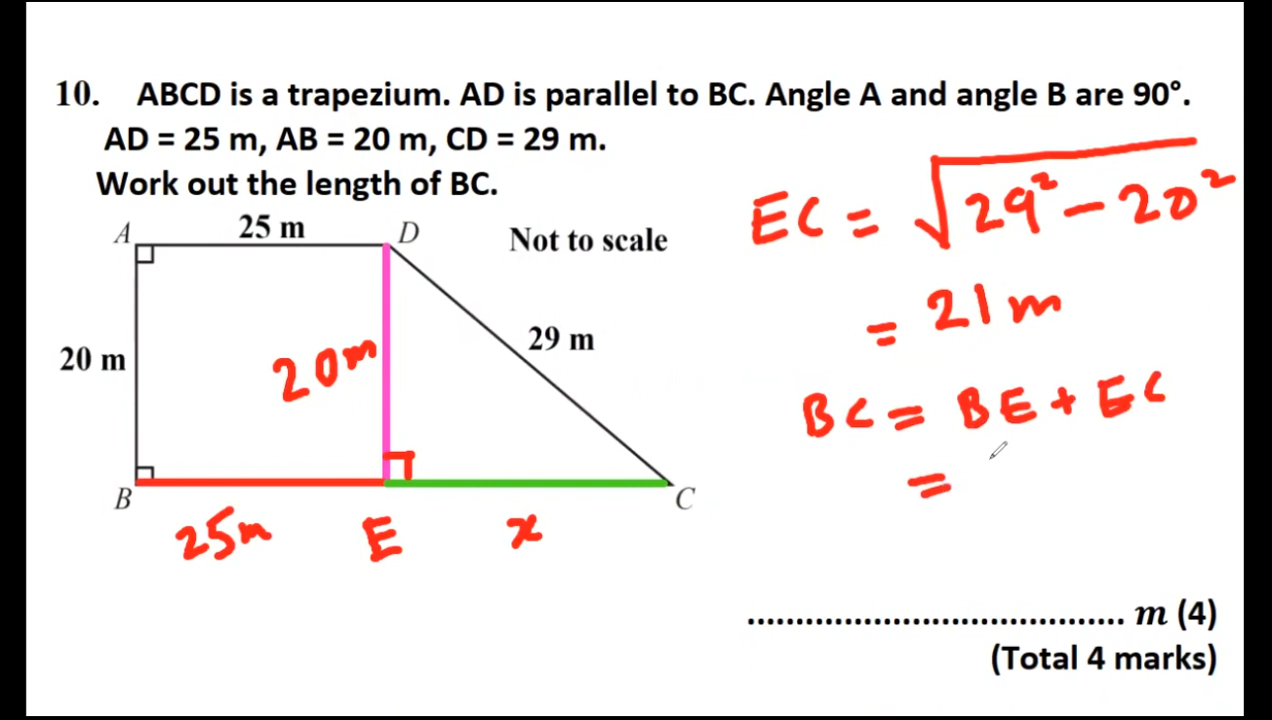 10. ABCD is a trapezium. AD is parallel to BC. Angle A and angle B are 90°.
AD = 25 m, AB = 20 m, CD = 29 m.
Work out the length of BC.
A 25 m D Not to scale
EC = √29² - 20²
= 21 m
20 m
20m
29 m
BC = BE + EC
=
B
C
25m E x
........................................ m (4)
(Total 4 marks)